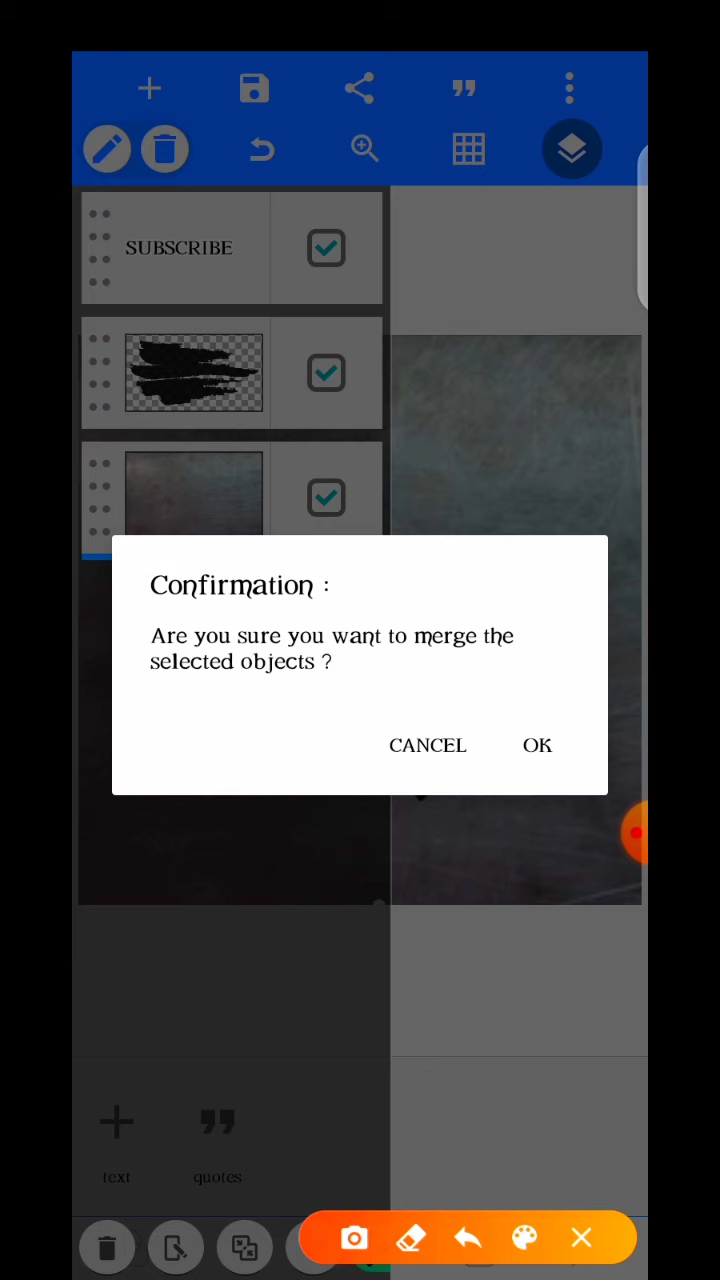 SUBSCRIBE
Confirmation :
Are you sure you want to merge the
selected objects ?
CANCEL OK
text quotes